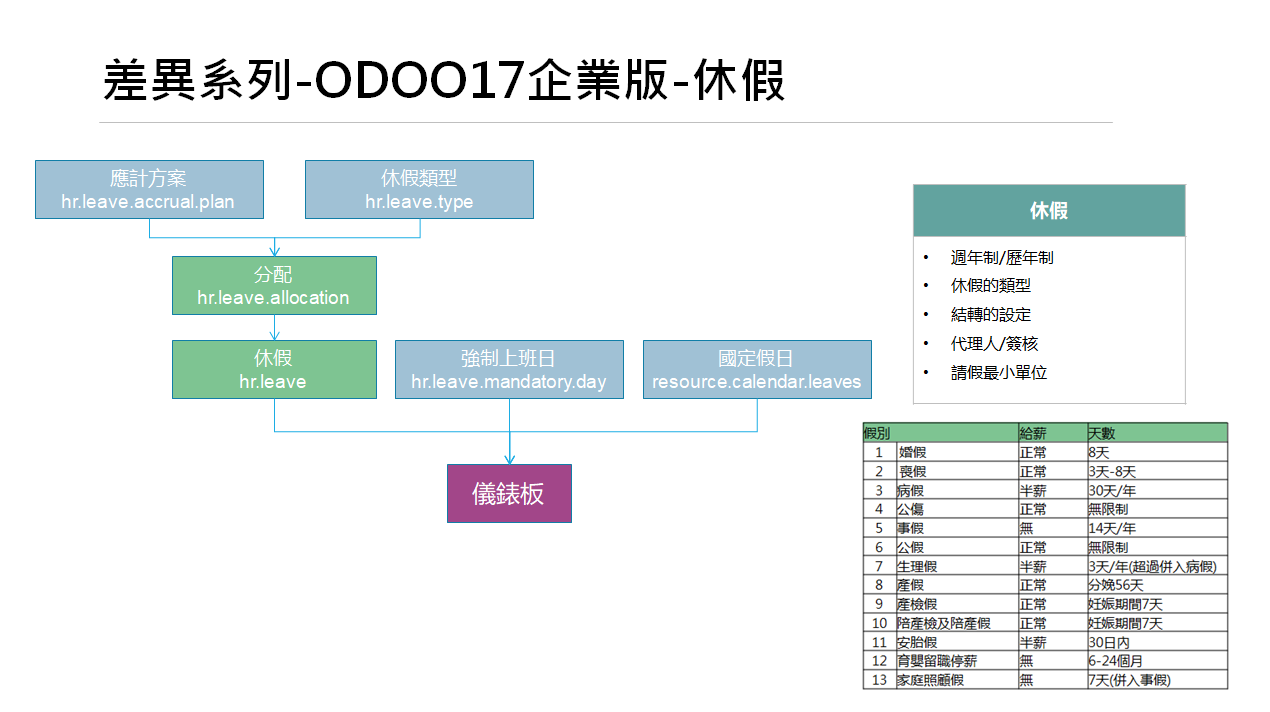 差異系列-ODOO17企業版-休假
應計方案
hr.leave.accrual.plan
休假類型
hr.leave.type
分配
hr.leave.allocation
休假
hr.leave
強制上班日
hr.leave.mandatory.day
國定假日
resource.calendar.leaves
儀錶板
休假
• 週年制/歷年制
• 休假的類型
• 結轉的設定
• 代理人/簽核
• 請假最小單位
假別 給薪 天數
1 婚假 正常 8天
2 喪假 正常 3天-8天
3 病假 半薪 30天/年
4 公傷 正常 無限制
5 事假 無 14天/年
6 公假 正常 無限制
7 生理假 半薪 3天/年(超過併入病假)
8 產假 正常 分娩56天
9 產檢假 正常 妊娠期間7天
10 陪產檢及陪產假 正常 妊娠期間7天
11 安胎假 半薪 30日內
12 育嬰留職停薪 無 6-24個月
13 家庭照顧假 無 7天(併入事假)